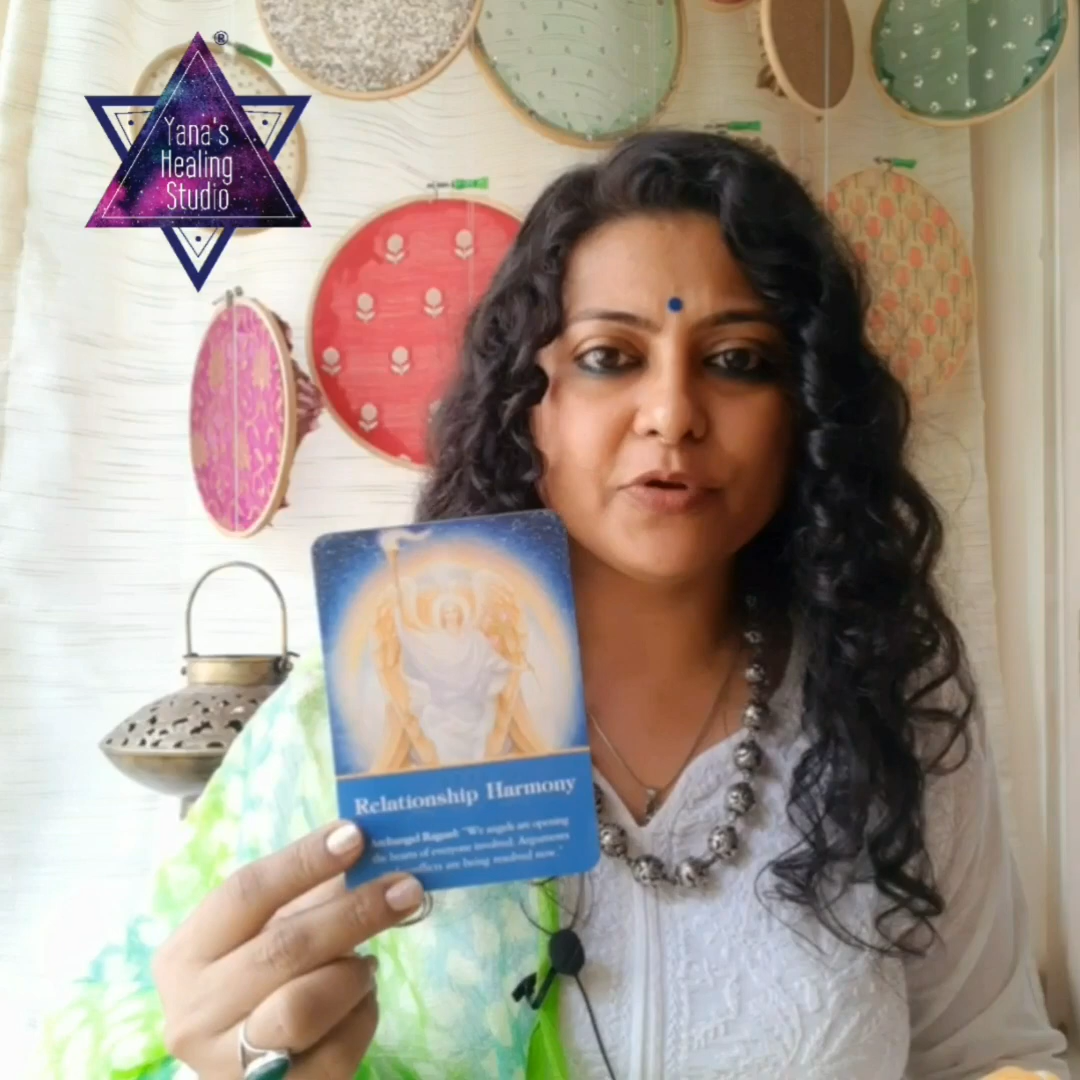 ®
Yana's
Healing
Studio
Relationship Harmony
Archangel Raguel: "We angels are opening
the hearts of everyone involved. Arguments
conflicts are being resolved now."